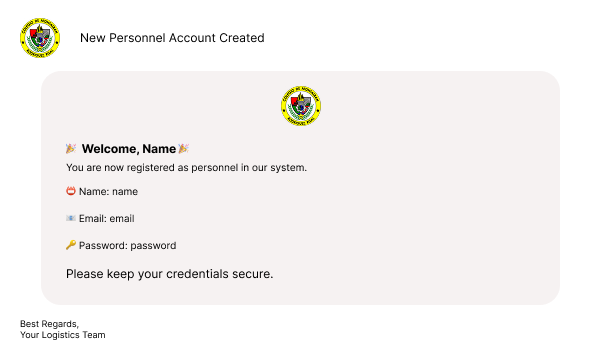 New Personnel Account Created
🎉 Welcome, Name🎉
You are now registered as personnel in our system.
📛 Name: name
📧 Email: email
🔑 Password: password
Please keep your credentials secure.
Best Regards,
Your Logistics Team